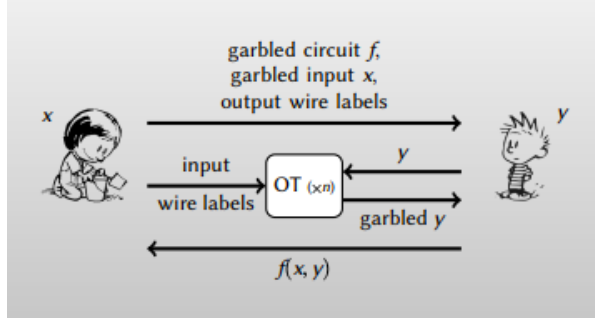 garbled circuit f,
garbled input x,
output wire labels
x
y
input
wire labels
OT (×n)
y
garbled y
f(x, y)